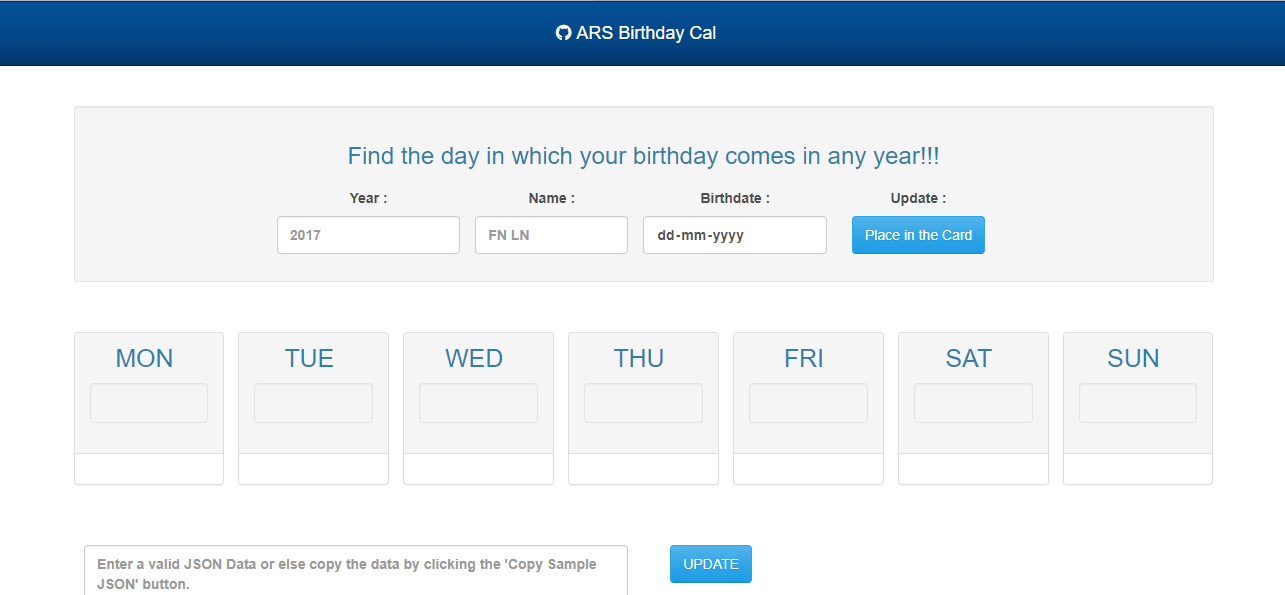 ARS Birthday Cal
Find the day in which your birthday comes in any year!!!
Year :
Name :
Birthdate :
Update :
2017
FN LN
dd-mm-yyyy
Place in the Card
MON
TUE
WED
THU
FRI
SAT
SUN
Enter a valid JSON Data or else copy the data by clicking the 'Copy Sample
JSON' button.
UPDATE